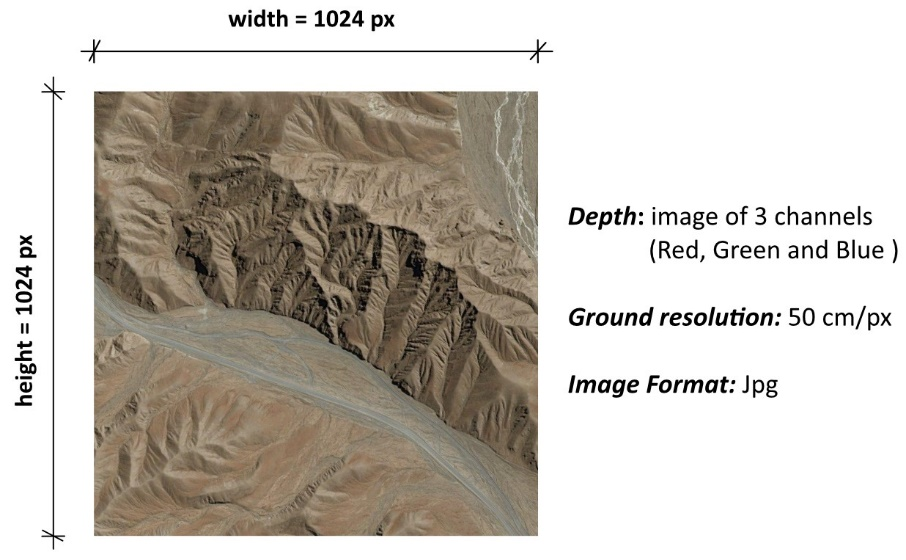 width = 1024 px
height = 1024 px
Depth: image of 3 channels
(Red, Green and Blue )
Ground resolution: 50 cm/px
Image Format: Jpg